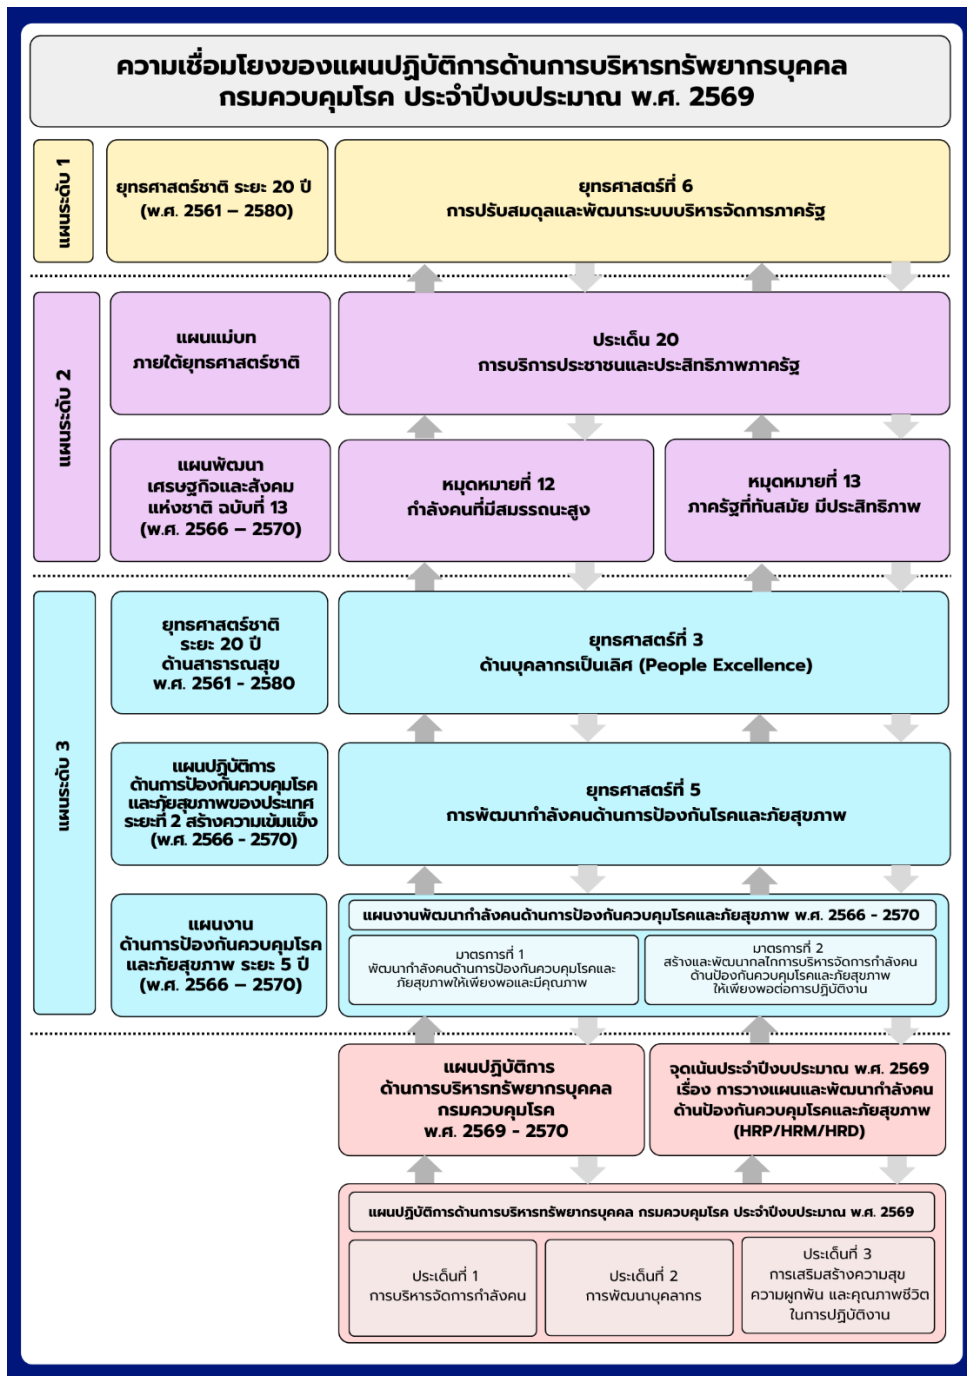 ความเชื่อมโยงของแผนปฏิบัติการด้านการบริหารทรัพยากรบุคคล
กรมควบคุมโรค ประจำปีงบประมาณ พ.ศ. 2569
แผนระดับ 1
ยุทธศาสตร์ชาติ ระยะ 20 ปี
(พ.ศ. 2561 – 2580)
ยุทธศาสตร์ที่ 6
การปรับสมดุลและพัฒนาระบบบริหารจัดการภาครัฐ
แผนระดับ 2
แผนแม่บท
ภายใต้ยุทธศาสตร์ชาติ
ประเด็น 20
การบริการประชาชนและประสิทธิภาพภาครัฐ
แผนพัฒนา
เศรษฐกิจและสังคม
แห่งชาติ ฉบับที่ 13
(พ.ศ. 2566 – 2570)
หมุดหมายที่ 12
กำลังคนที่มีสมรรถนะสูง
หมุดหมายที่ 13
ภาครัฐที่ทันสมัย มีประสิทธิภาพ
แผนระดับ 3
ยุทธศาสตร์ชาติ
ระยะ 20 ปี
ด้านสาธารณสุข
พ.ศ. 2561 - 2580
ยุทธศาสตร์ที่ 3
ด้านบุคลากรเป็นเลิศ (People Excellence)
แผนปฏิบัติการ
ด้านการป้องกันควบคุมโรค
และภัยสุขภาพของประเทศ
ระยะที่ 2 สร้างความเข้มแข็ง
(พ.ศ. 2566 - 2570)
ยุทธศาสตร์ที่ 5
การพัฒนากำลังคนด้านการป้องกันโรคและภัยสุขภาพ
แผนงาน
ด้านการป้องกันควบคุมโรค
และภัยสุขภาพ ระยะ 5 ปี
(พ.ศ. 2566 – 2570)
แผนงานพัฒนากำลังคนด้านการป้องกันควบคุมโรคและภัยสุขภาพ พ.ศ. 2566 - 2570
มาตรการที่ 1
พัฒนากำลังคนด้านการป้องกันควบคุมโรคและ
ภัยสุขภาพให้เพียงพอและมีคุณภาพ
มาตรการที่ 2
สร้างและพัฒนากลไกการบริหารจัดการกำลังคน
ด้านป้องกันควบคุมโรคและภัยสุขภาพ
ให้เพียงพอต่อการปฏิบัติงาน
แผนปฏิบัติการ
ด้านการบริหารทรัพยากรบุคคล
กรมควบคุมโรค
พ.ศ. 2569 - 2570
จุดเน้นประจำปีงบประมาณ พ.ศ. 2569
เรื่อง การวางแผนและพัฒนากำลังคน
ด้านป้องกันควบคุมโรคและภัยสุขภาพ
(HRP/HRM/HRD)
แผนปฏิบัติการด้านการบริหารทรัพยากรบุคคล กรมควบคุมโรค ประจำปีงบประมาณ พ.ศ. 2569
ประเด็นที่ 1
การบริหารจัดการกำลังคน
ประเด็นที่ 2
การพัฒนาบุคลากร
ประเด็นที่ 3
การเสริมสร้างความสุข
ความผูกพัน และคุณภาพชีวิต
ในการปฏิบัติงาน